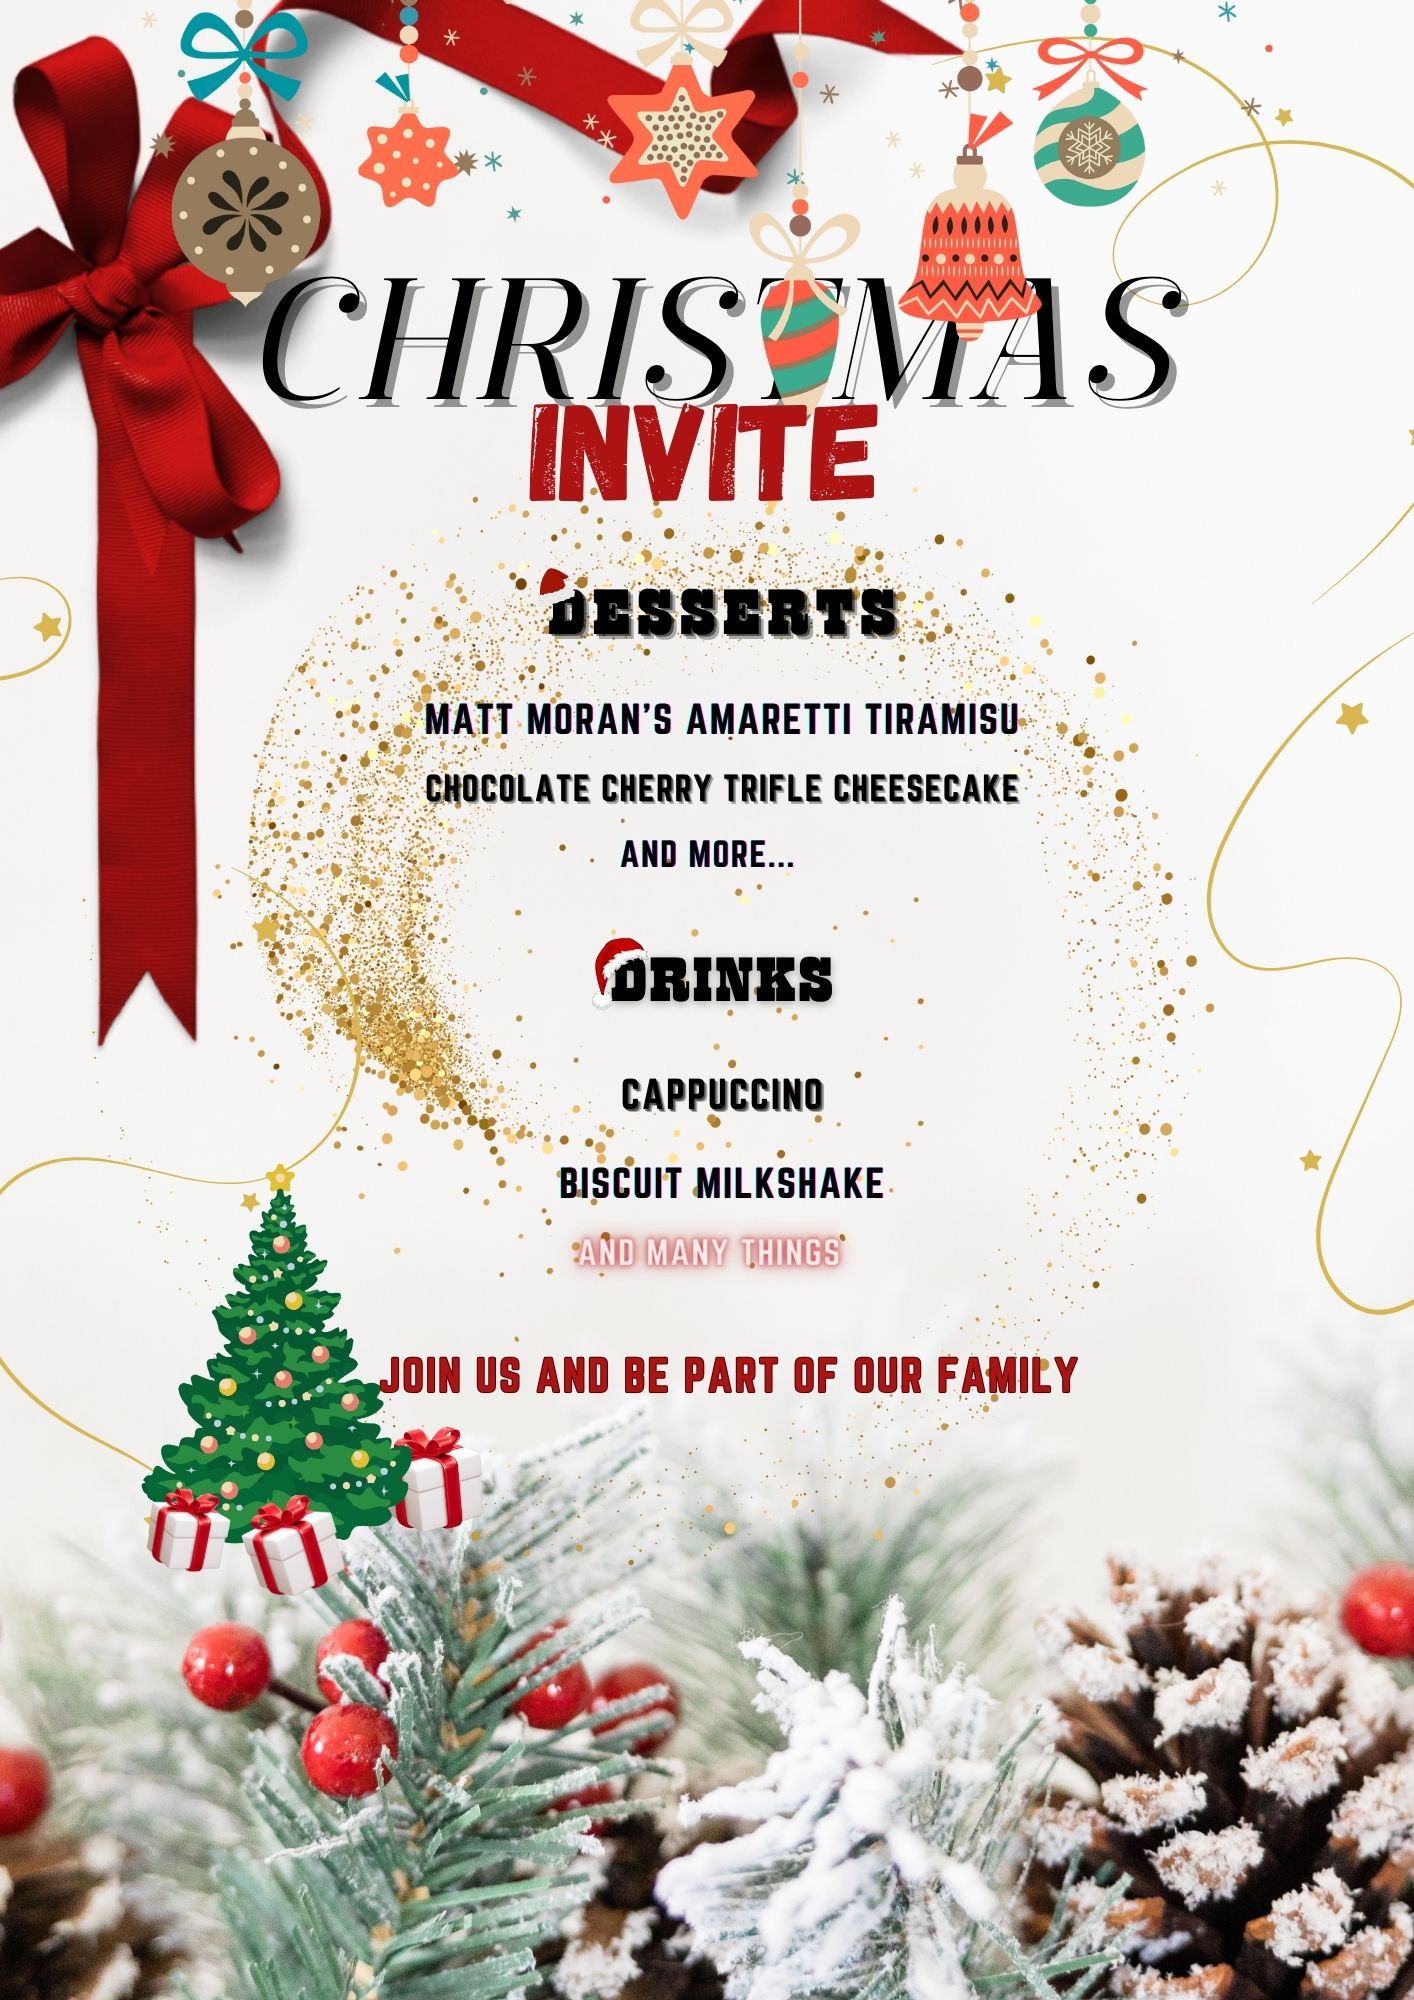 CHRISTMAS
INVITE
DESSERTS
MATT MORAN'S AMARETTI TIRAMISU
CHOCOLATE CHERRY TRIFLE CHEESECAKE
AND MORE...
DRINKS
CAPPUCCINO
BISCUIT MILKSHAKE
AND MANY THINGS
JOIN US AND BE PART OF OUR FAMILY